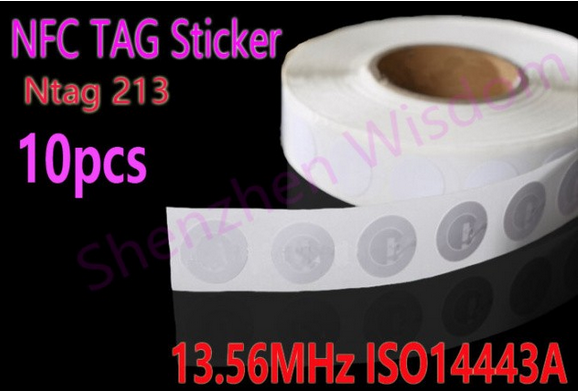 NFC TAG Sticker
Ntag 213
10pcs
Shenzhen Wisdom
13.56MHz ISO14443A